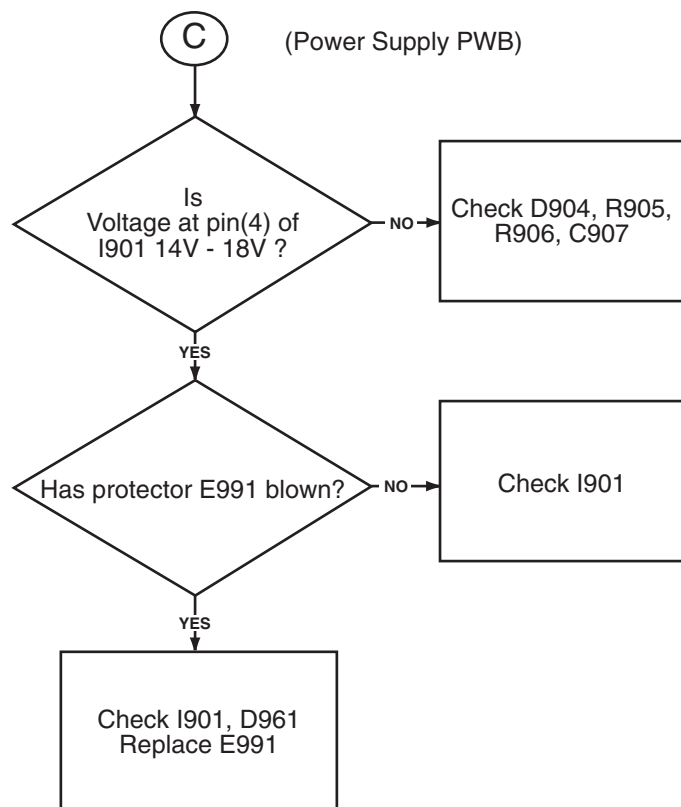 C
(Power Supply PWB)
Is
Voltage at pin(4) of
I901 14V - 18V ?
NO
Check D904, R905,
R906, C907
YES
Has protector E991 blown?
NO
Check I901
YES
Check I901, D961
Replace E991